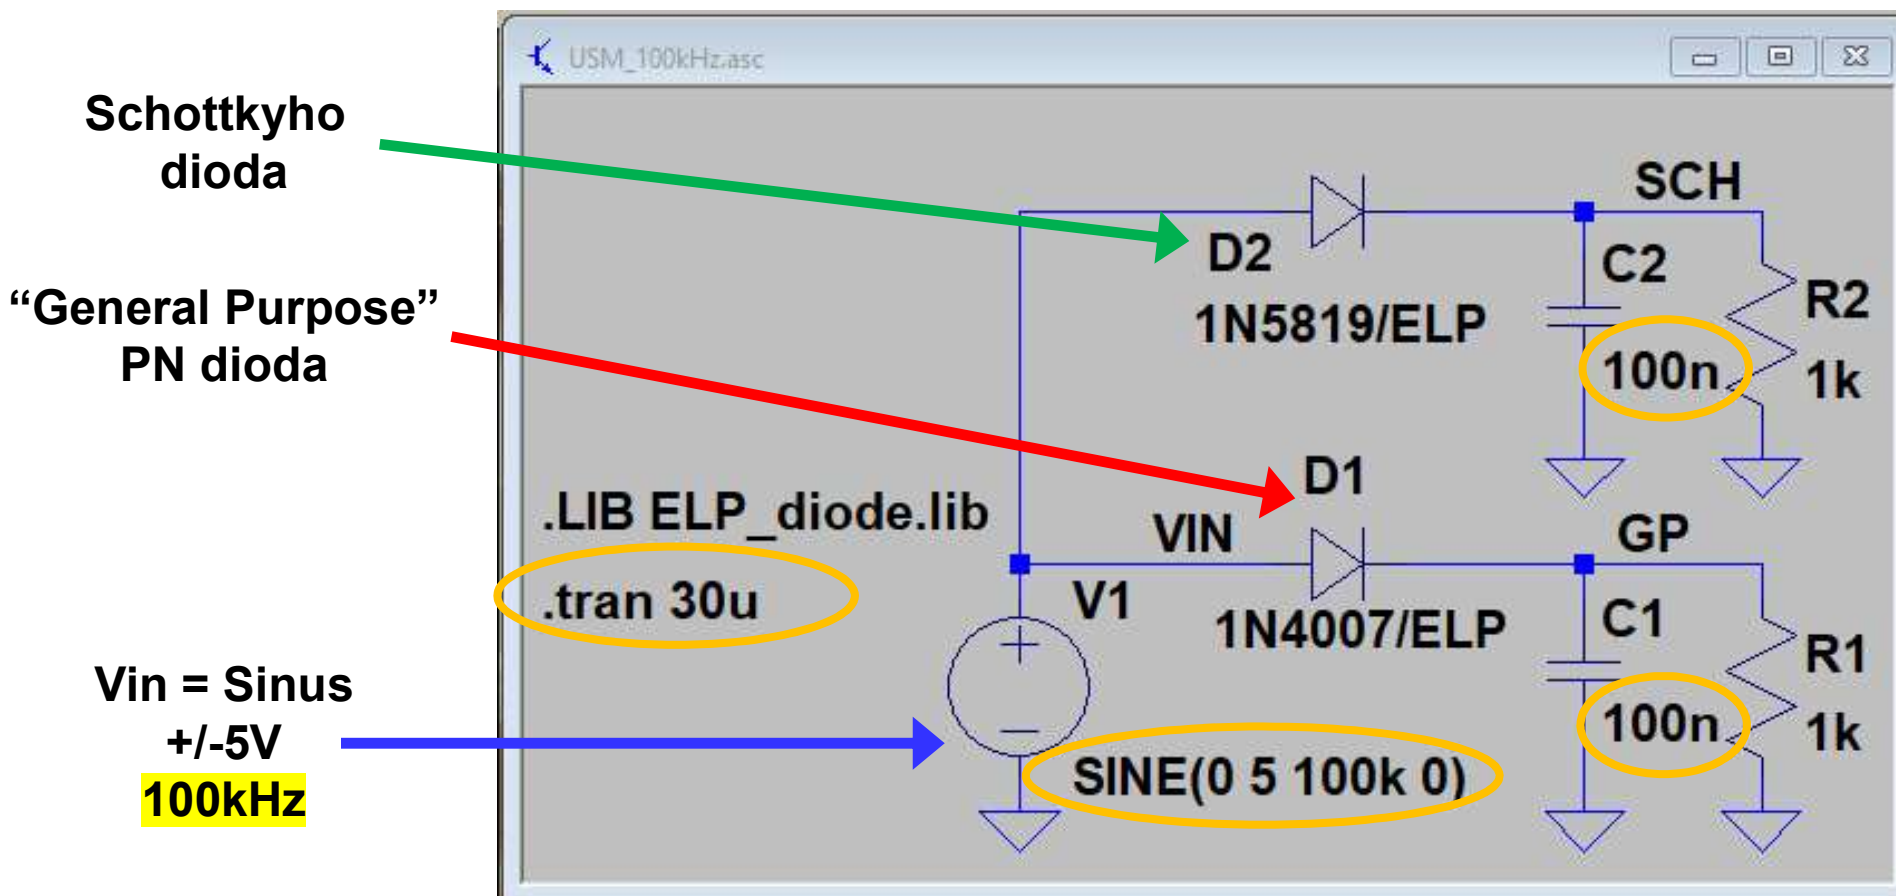 USM_100kHz.asc
Schottkyho
dioda
“General Purpose”
PN dioda
Vin = Sinus
+/-5V
100kHz
SCH
D2
1N5819/ELP
C2
100n
R2
1k
.LIB ELP_diode.lib
.tran 30u
VIN
D1
1N4007/ELP
GP
V1
SINE(0 5 100k 0)
C1
100n
R1
1k